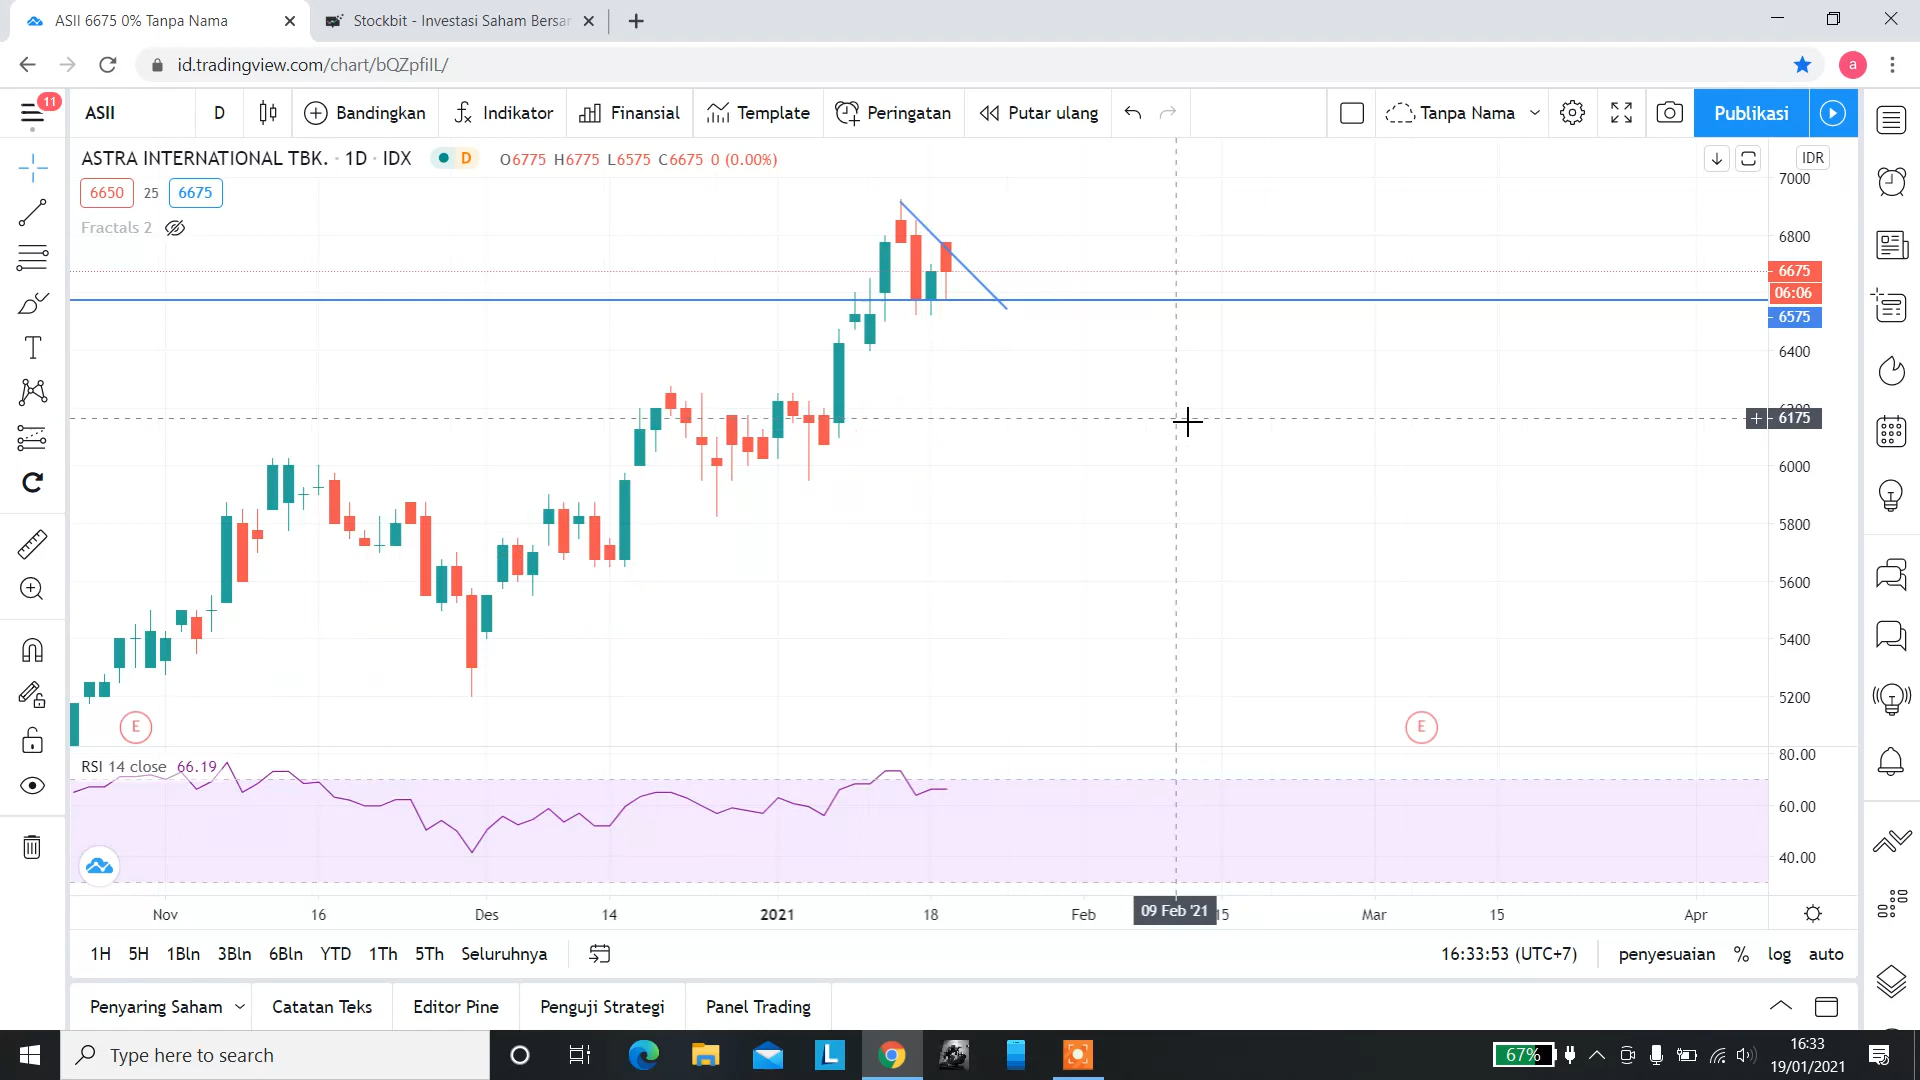 ASII 6675 0% Tanpa Nama
Stockbit - Investasi Saham Bersar
id.tradingview.com/chart/bQZpfiIL/
a
11
ASII
D
Bandingkan
Indikator
Finansial
Template
Peringatan
Putar ulang
Tanpa Nama
Publikasi
ASTRA INTERNATIONAL TBK. · 1D · IDX
D
O6775 H6775 L6575 C6675 0 (0.00%)
IDR
6650 25 6675
Fractals 2
7000
6800
6675
06:06
6575
6400
6175
6000
5800
5600
5400
5200
E
E
RSI 14 close 66.19
80.00
60.00
40.00
Nov 16 Des 14 2021 18 Feb 09 Feb '21 15 Mar 15 Apr
1H 5H 1Bln 3Bln 6Bln YTD 1Th 5Th Seluruhnya
16:33:53 (UTC+7) penyesuaian % log auto
Penyaring Saham Catatan Teks Editor Pine Penguji Strategi Panel Trading
Type here to search
L
67%
16:33
19/01/2021